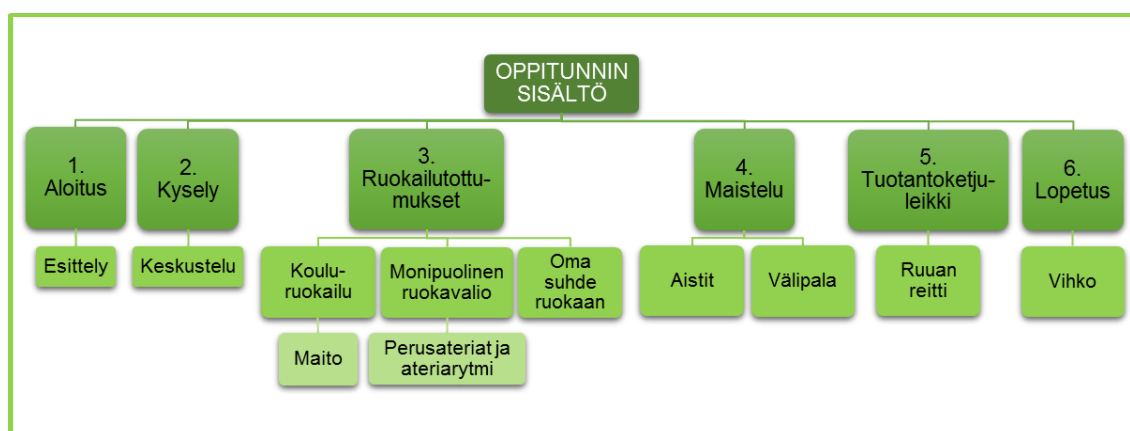 OPPITUNNIN
SISÄLTÖ
1.
Aloitus
2.
Kysely
3.
Ruokailutottu-
mukset
4.
Maistelu
5.
Tuotantoketju-
leikki
6.
Lopetus
Esittely
Keskustelu
Koulu-
ruokailu
Monipuolinen
ruokavalio
Oma
suhde
ruokaan
Aistit
Välipala
Ruuan
reitti
Vihko
Maito
Perusateriat ja
ateriarytmi